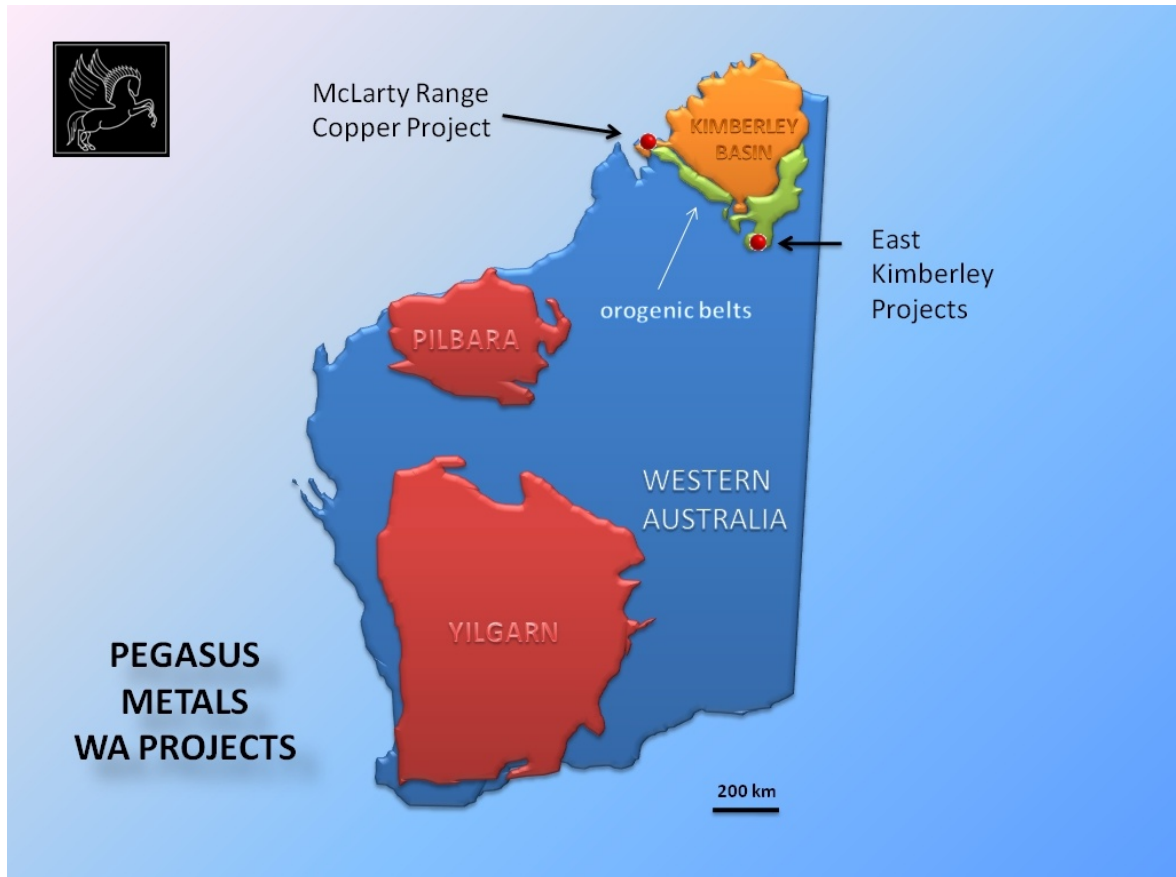 McLarty Range
Copper Project
KIMBERLEY
BASIN
East
Kimberley
Projects
orogenic belts
PILBARA
WESTERN
AUSTRALIA
YILGARN
PEGASUS
METALS
WA PROJECTS
200 km